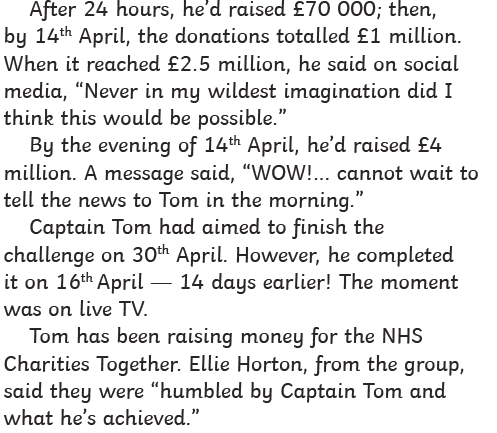 After 24 hours, he’d raised £70 000; then,
by 14th April, the donations totalled £1 million.
When it reached £2.5 million, he said on social
media, “Never in my wildest imagination did I
think this would be possible.”
By the evening of 14th April, he’d raised £4
million. A message said, “WOW!... cannot wait to
tell the news to Tom in the morning.”
Captain Tom had aimed to finish the
challenge on 30th April. However, he completed
it on 16th April — 14 days earlier! The moment
was on live TV.
Tom has been raising money for the NHS
Charities Together. Ellie Horton, from the group,
said they were “humbled by Captain Tom and
what he’s achieved.”